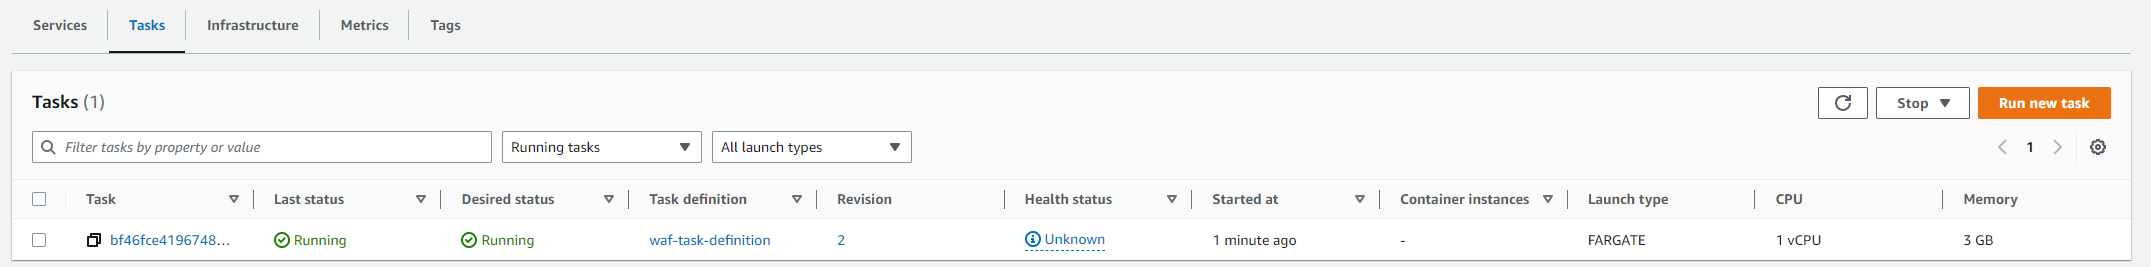 Services Tasks Infrastructure Metrics Tags
Tasks (1) Stop Run new task
Filter tasks by property or value Running tasks All launch types 1
Task Last status Desired status Task definition Revision Health status Started at Container instances Launch type CPU Memory
bf46fce4196748... Running Running waf-task-definition 2 Unknown 1 minute ago - FARGATE 1 vCPU 3 GB